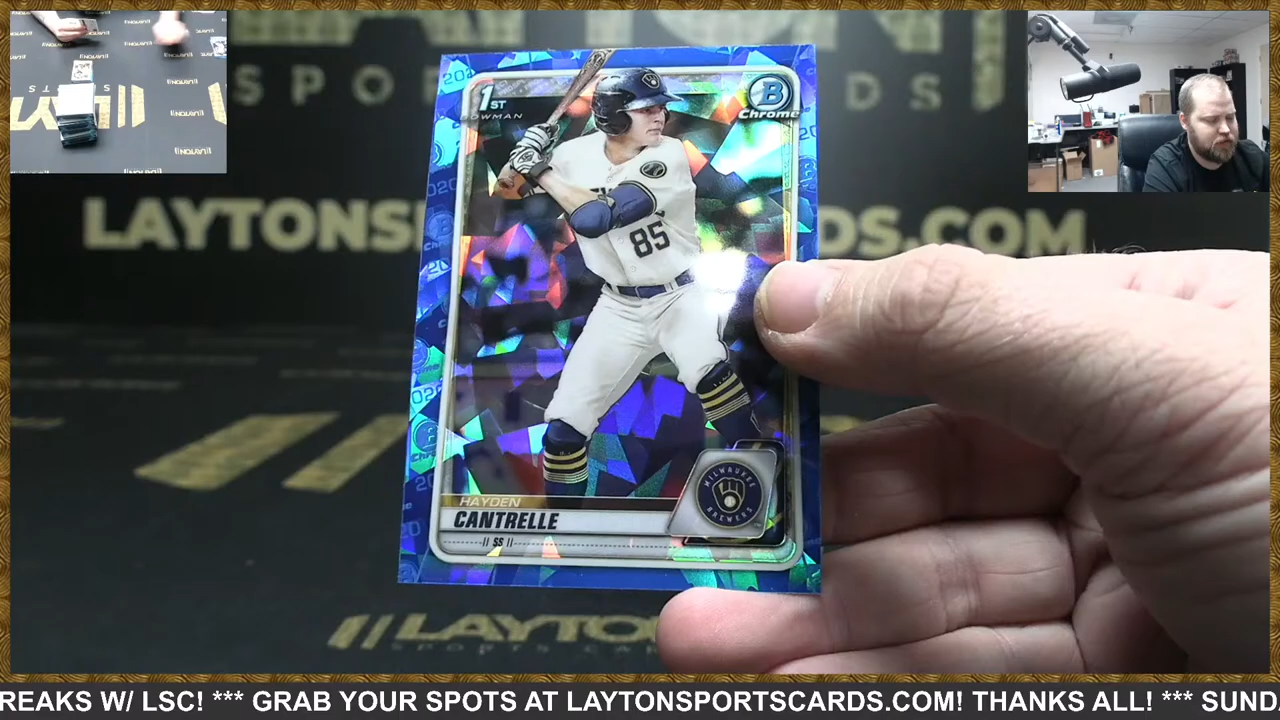 LAYTONS
DS.COM
1ST
BOWMAN
B
Chrome
85
HAYDEN
CANTRELLE
// SS //
MILWAUKEE
BREWERS
LAYTO
REAKS W/ LSC! *** GRAB YOUR SPOTS AT LAYTONSPORTSCARDS.COM! THANKS ALL! *** SUND